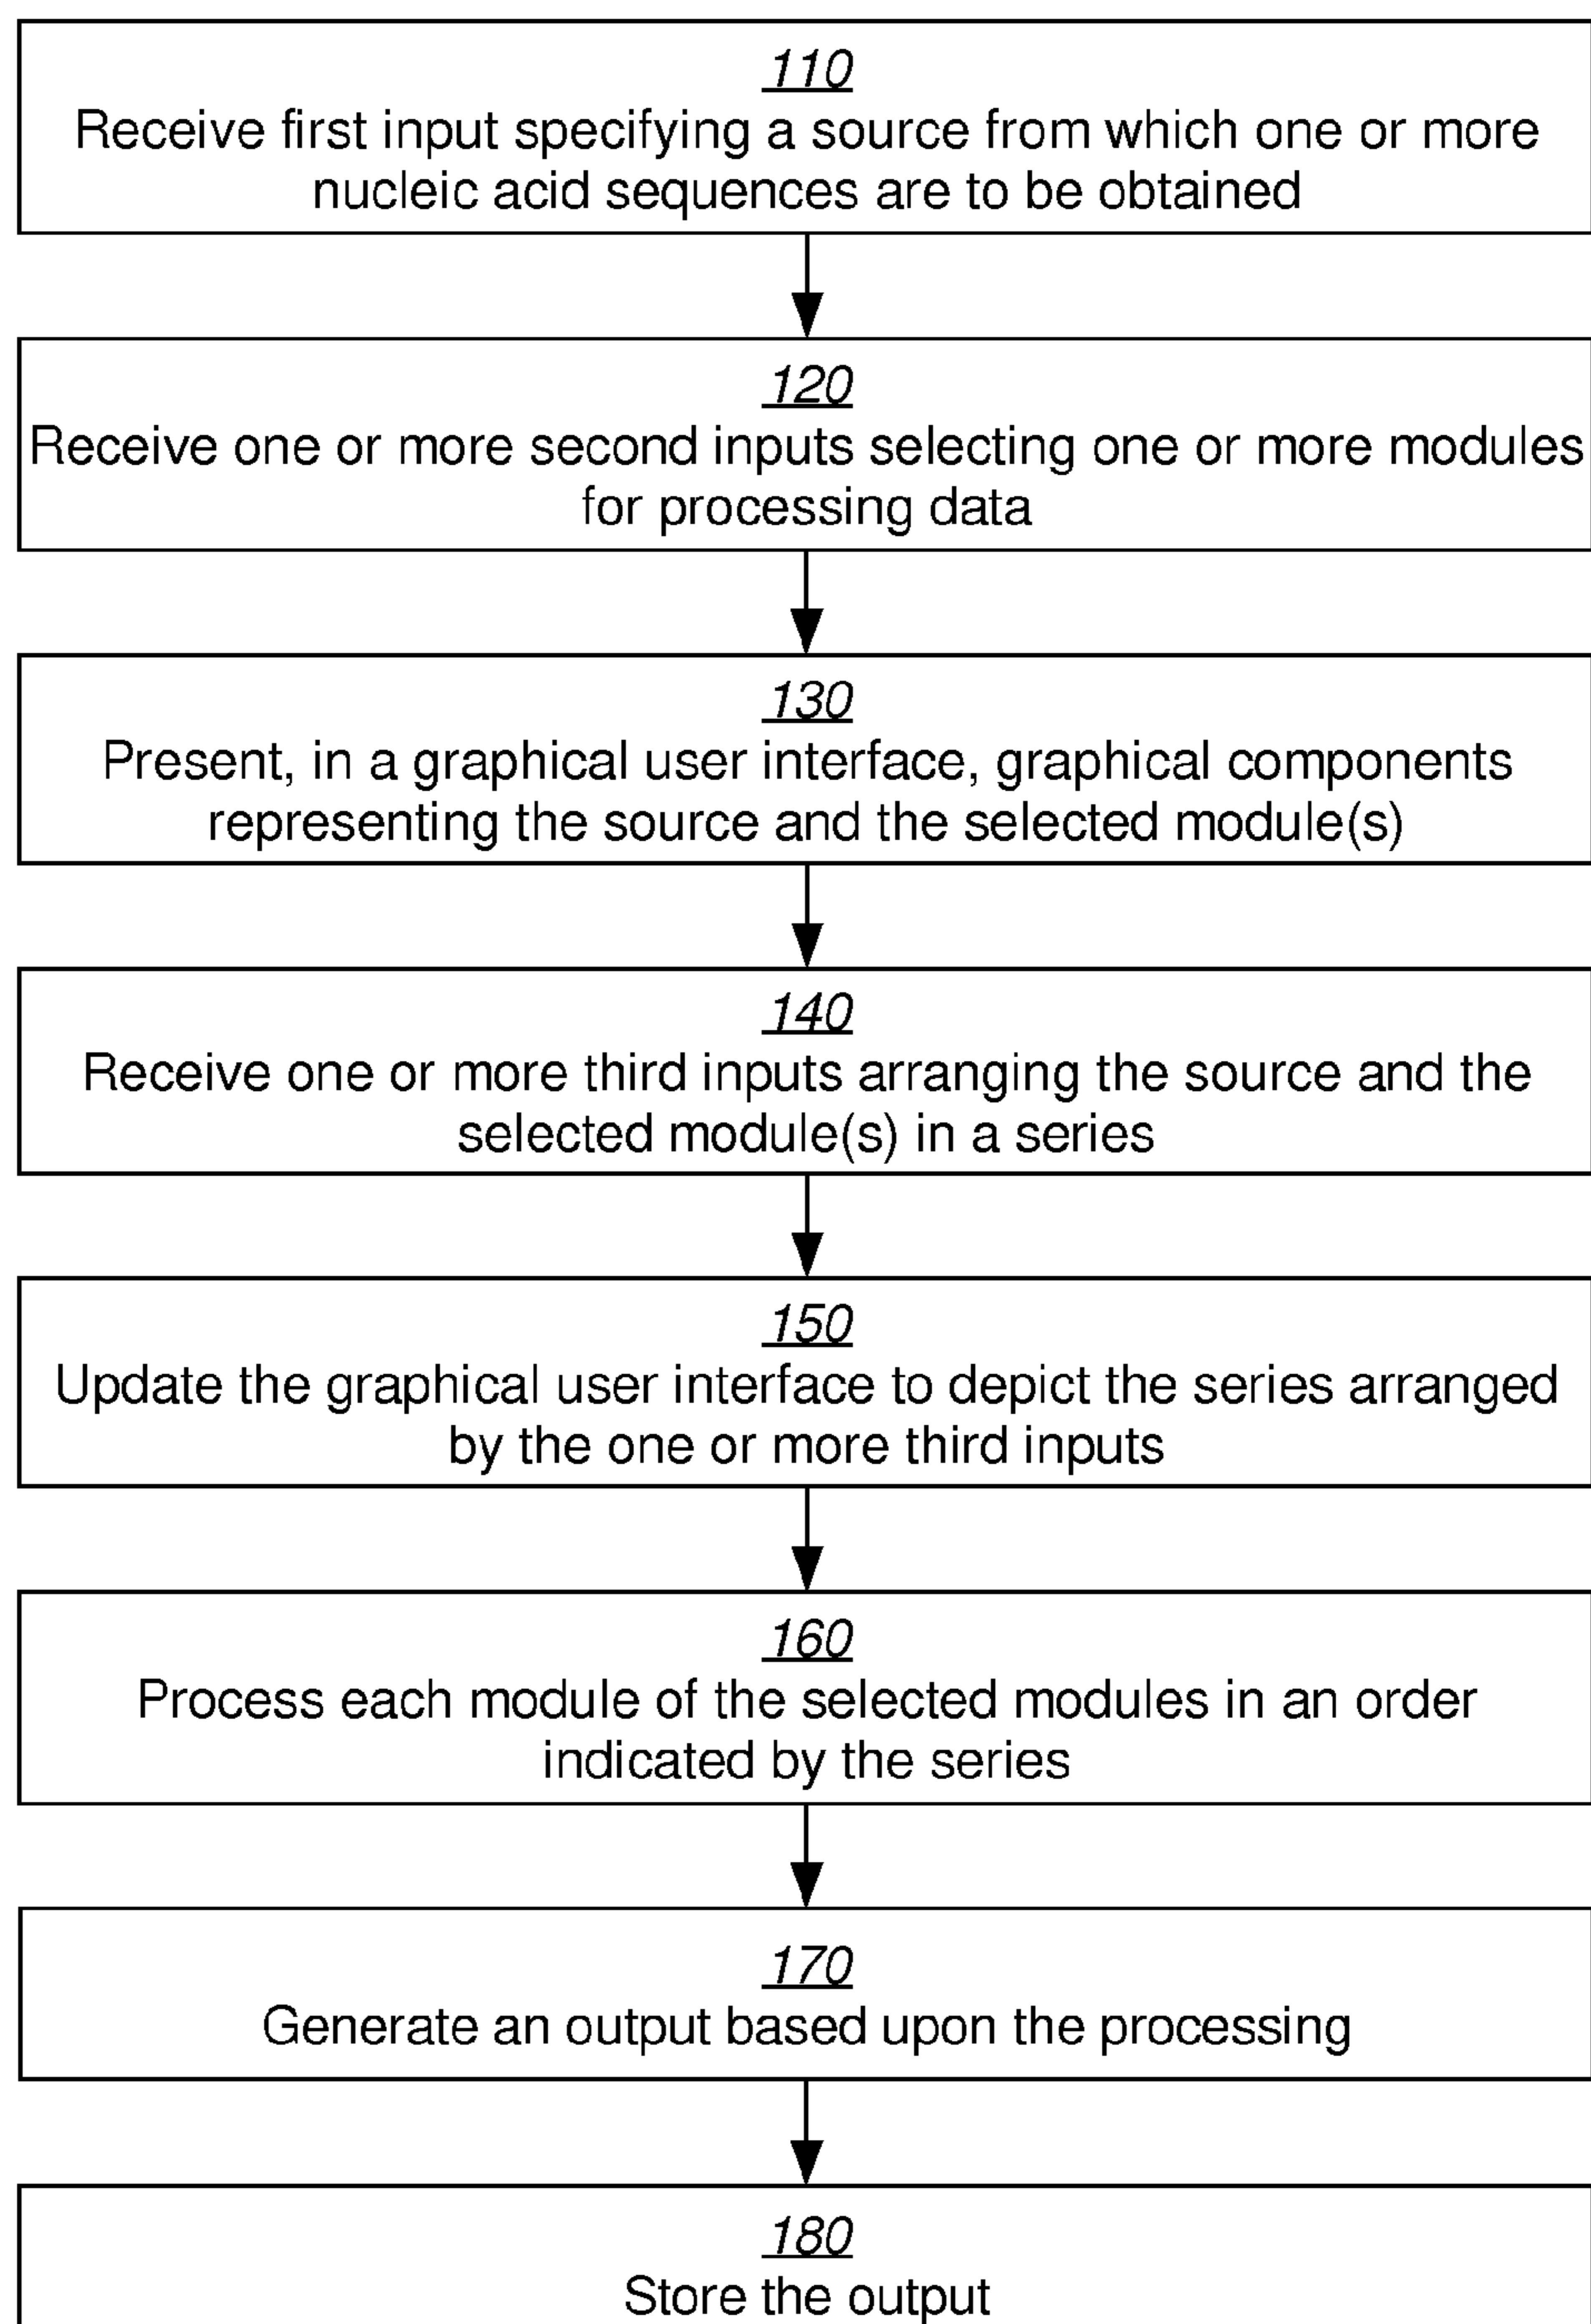 110
Receive first input specifying a source from which one or more
nucleic acid sequences are to be obtained
120
Receive one or more second inputs selecting one or more modules
for processing data
130
Present, in a graphical user interface, graphical components
representing the source and the selected module(s)
140
Receive one or more third inputs arranging the source and the
selected module(s) in a series
150
Update the graphical user interface to depict the series arranged
by the one or more third inputs
160
Process each module of the selected modules in an order
indicated by the series
170
Generate an output based upon the processing
180
Store the output